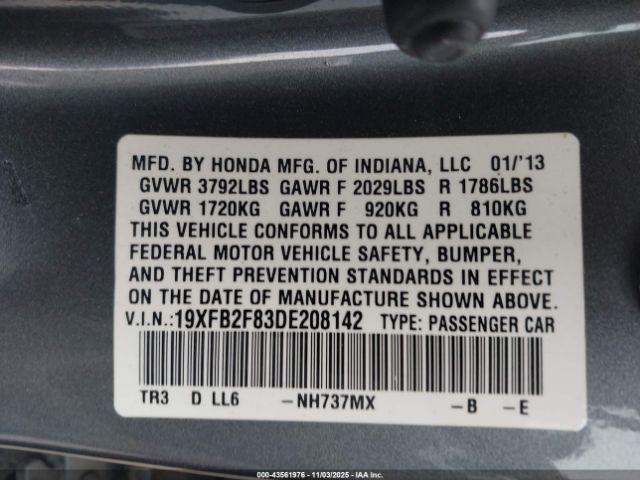 MFD. BY HONDA MFG. OF INDIANA, LLC 01/'13
GVWR 3792LBS GAWR F 2029LBS R 1786LBS
GVWR 1720KG GAWR F 920KG R 810KG
THIS VEHICLE CONFORMS TO ALL APPLICABLE
FEDERAL MOTOR VEHICLE SAFETY, BUMPER,
AND THEFT PREVENTION STANDARDS IN EFFECT
ON THE DATE OF MANUFACTURE SHOWN ABOVE.
V.I.N.:19XFB2F83DE208142 TYPE: PASSENGER CAR
TR3 D LL6 -NH737MX -B -E
000-43561976 - 11/03/2025 - IAA Inc.